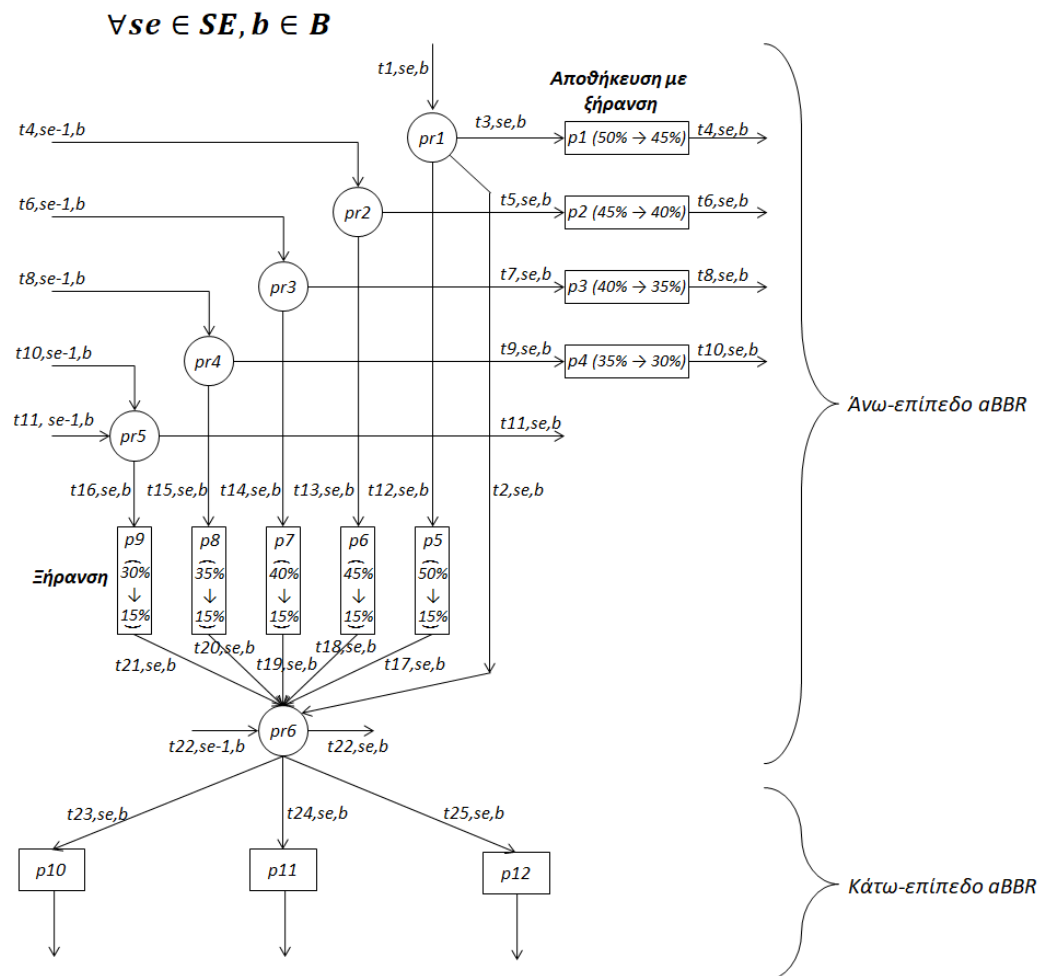 ∀se ∈ SE, b ∈ B
t1,se,b
Αποθήκευση με
ξήρανση
t4,se-1,b
pr1
t3,se,b
p1 (50% → 45%)
t4,se,b
t6,se-1,b
pr2
t5,se,b
p2 (45% → 40%)
t6,se,b
t8,se-1,b
pr3
t7,se,b
p3 (40% → 35%)
t8,se,b
t10,se-1,b
pr4
t9,se,b
p4 (35% → 30%)
t10,se,b
t11, se-1,b
pr5
t11,se,b
Άνω-επίπεδο aBBR
t16,se,b
t15,se,b
t14,se,b
t13,se,b
t12,se,b
t2,se,b
Ξήρανση
p9
(30%
↓
15%)
p8
(35%
↓
15%)
p7
(40%
↓
15%)
p6
(45%
↓
15%)
p5
(50%
↓
15%)
t21,se,b
t20,se,b
t19,se,b
t18,se,b
t17,se,b
pr6
t22,se-1,b
t22,se,b
t23,se,b
t24,se,b
t25,se,b
p10
p11
p12
Κάτω-επίπεδο aBBR